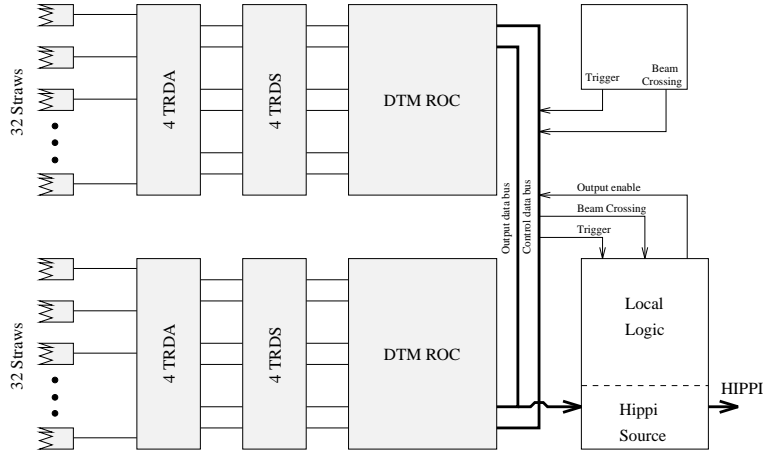 32 Straws
4 TRDA
4 TRDS
DTM ROC
Trigger
Beam
Crossing
Output data bus
Control data bus
Output enable
Beam Crossing
Trigger
32 Straws
4 TRDA
4 TRDS
DTM ROC
Local
Logic
HIPPI
Hippi
Source